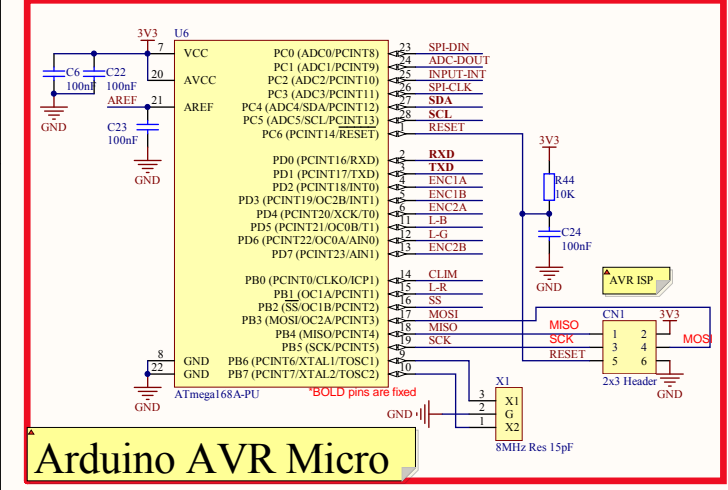 3V3
U6
7 VCC PC0 (ADC0/PCINT8) 23 SPI-DIN
PC1 (ADC1/PCINT9) 24 ADC-DOUT
C6 C22 20 AVCC PC2 (ADC2/PCINT10) 25 INPUT-INT
100nF 100nF PC3 (ADC3/PCINT11) 26 SPI-CLK
AREF 21 AREF PC4 (ADC4/SDA/PCINT12) 27 SDA
PC5 (ADC5/SCL/PCINT13) 28 SCL
GND C23 PC6 (PCINT14/RESET) 1 RESET
100nF
3V3
PD0 (PCINT16/RXD) 2 RXD
PD1 (PCINT17/TXD) 3 TXD
GND PD2 (PCINT18/INT0) 4 ENC1A R44
PD3 (PCINT19/OC2B/INT1) 5 ENC1B 10K
PD4 (PCINT20/XCK/T0) 6 ENC2A
PD5 (PCINT21/OC0B/T1) 11 L-B
PD6 (PCINT22/OC0A/AIN0) 12 L-G C24
PD7 (PCINT23/AIN1) 13 ENC2B 100nF
PB0 (PCINT0/CLKO/ICP1) 14 CLIM GND AVR ISP
PB1 (OC1A/PCINT1) 15 L-R
PB2 (SS/OC1B/PCINT2) 16 SS
PB3 (MOSI/OC2A/PCINT3) 17 MOSI CN1 3V3
PB4 (MISO/PCINT4) 18 MISO MISO 1 2
PB5 (SCK/PCINT5) 19 SCK SCK 3 4 MOSI
8 GND PB6 (PCINT6/XTAL1/TOSC1) 9 RESET 5 6
22 GND PB7 (PCINT7/XTAL2/TOSC2) 10 X1 2x3 Header
GND ATmega168A-PU *BOLD pins are fixed GND
3 X1
GND 2 G
1 X2
8MHz Res 15pF
Arduino AVR Micro